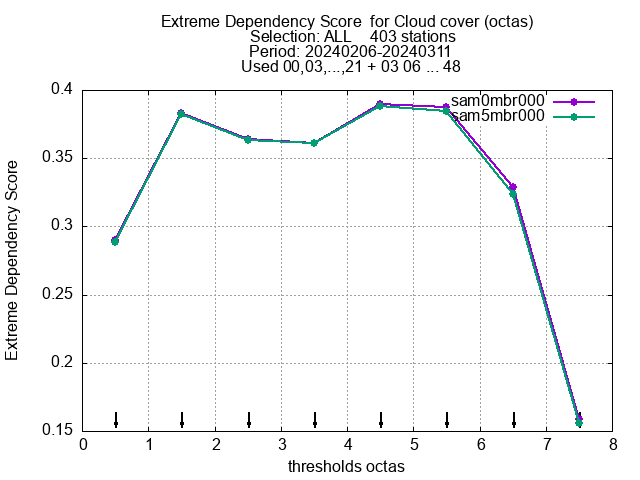 Extreme Dependency Score  for Cloud cover (octas)
Selection: ALL    403 stations
Period: 20240206-20240311
Used 00,03,...,21 + 03 06 ... 48
sam0mbr000
sam5mbr000
Extreme Dependency Score
0.4
0.35
0.3
0.25
0.2
0.15
0 1 2 3 4 5 6 7 8
thresholds octas